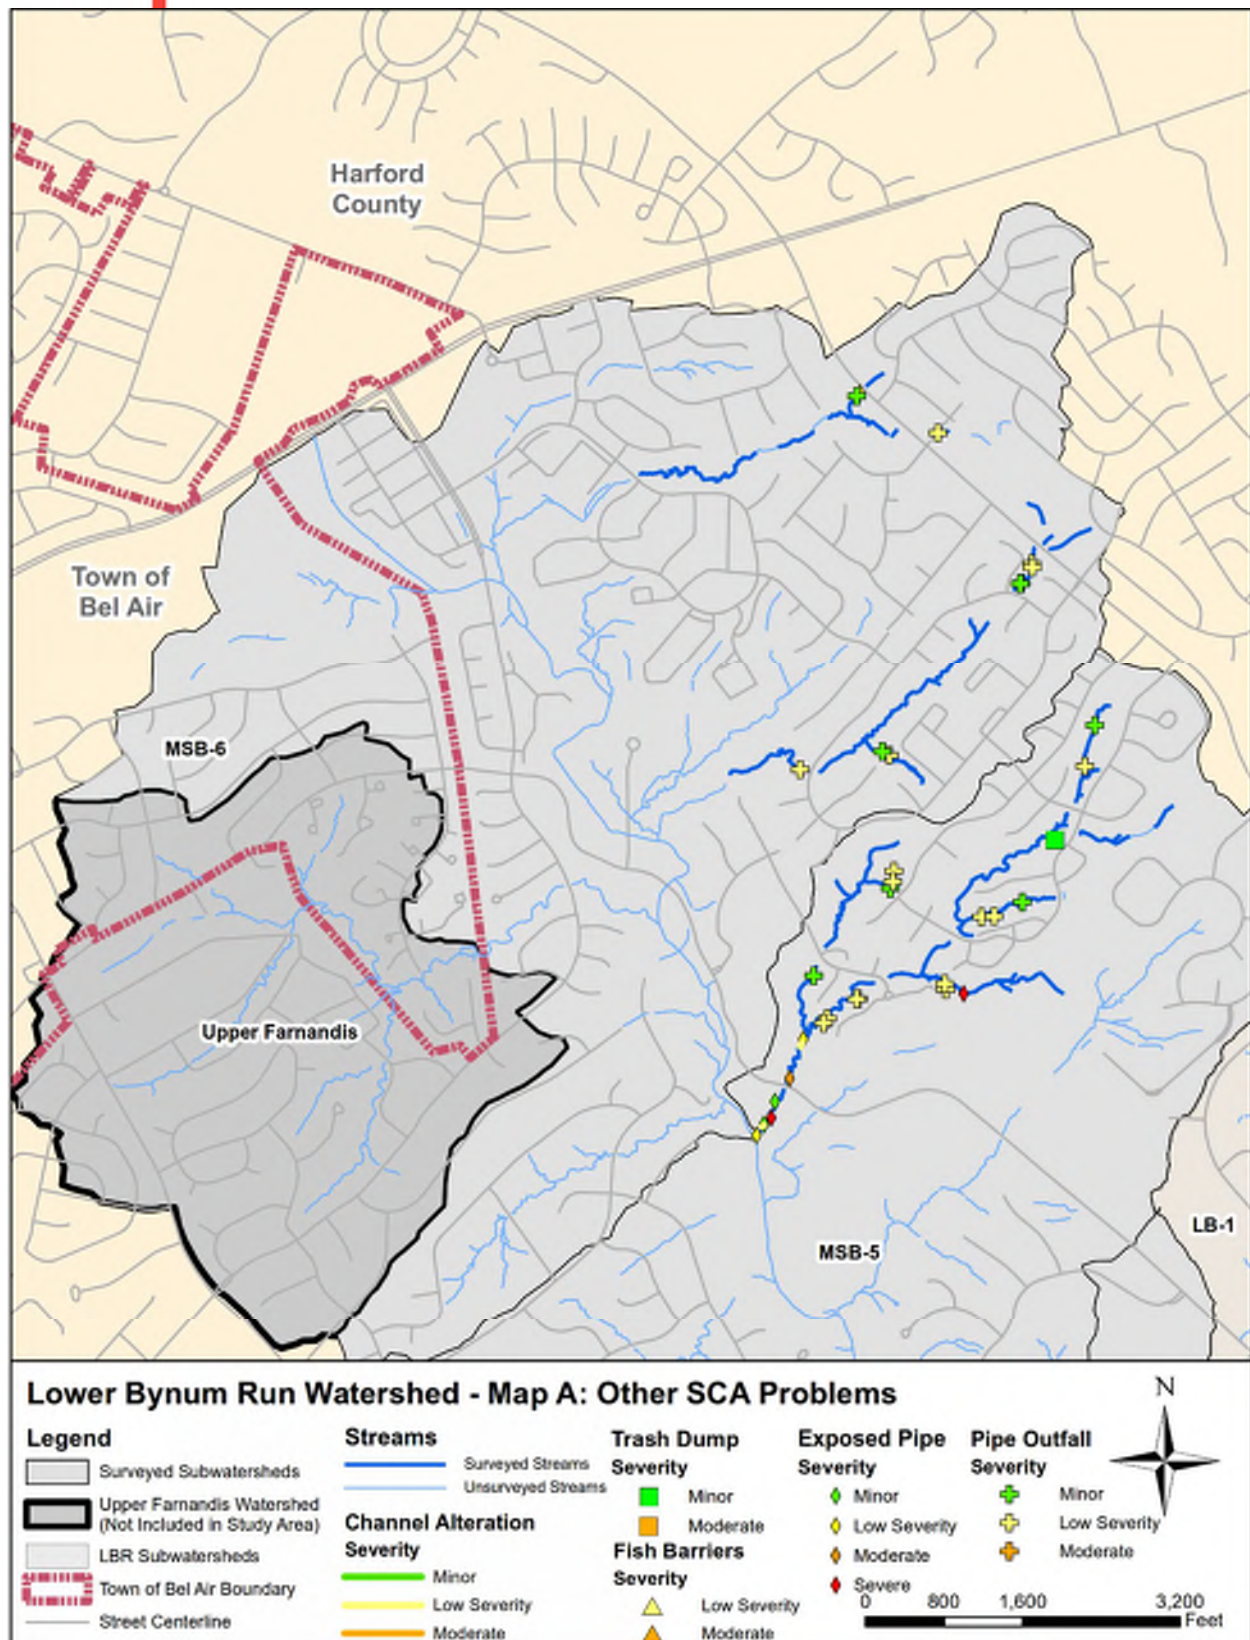 Harford
County
Town of
Bel Air
MSB-6
Upper Farnandis
LB-1
MSB-5
Lower Bynum Run Watershed - Map A: Other SCA Problems
N
Legend
Surveyed Subwatersheds
Upper Farnandis Watershed
(Not Included in Study Area)
LBR Subwatersheds
Town of Bel Air Boundary
Street Centerline
Streams
Surveyed Streams
Unsurveyed Streams
Channel Alteration
Severity
Minor
Low Severity
Moderate
Trash Dump
Severity
Minor
Moderate
Fish Barriers
Severity
Low Severity
Moderate
Exposed Pipe
Severity
Minor
Low Severity
Moderate
Severe
Pipe Outfall
Severity
Minor
Low Severity
Moderate
0 800 1,600 3,200
Feet